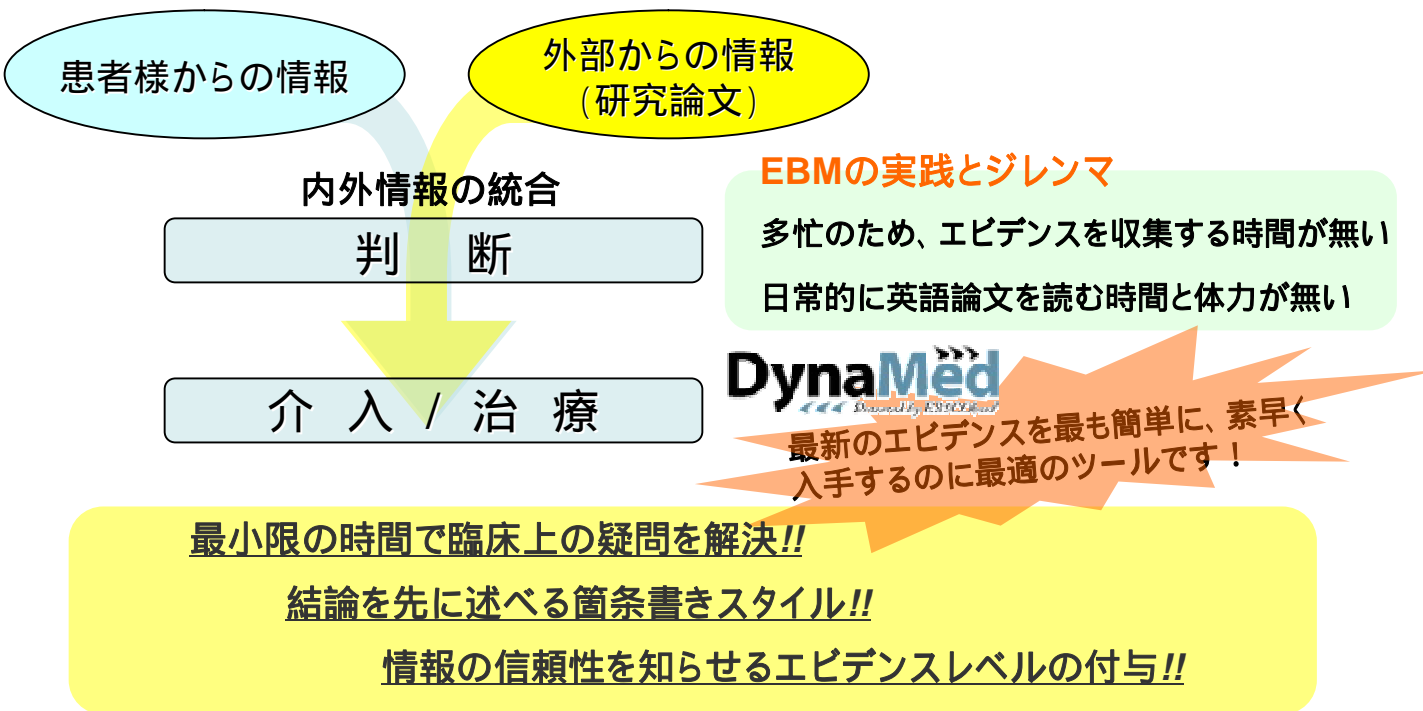 患者様からの情報
外部からの情報
(研究論文)
内外情報の統合
判 断
介 入 / 治 療
EBMの実践とジレンマ
多忙のため、エビデンスを収集する時間が無い
日常的に英語論文を読む時間と体力が無い
DynaMed
最新のエビデンスを最も簡単に、素早く
入手するのに最適のツールです！
最小限の時間で臨床上の疑問を解決!!
結論を先に述べる箇条書きスタイル!!
情報の信頼性を知らせるエビデンスレベルの付与!!